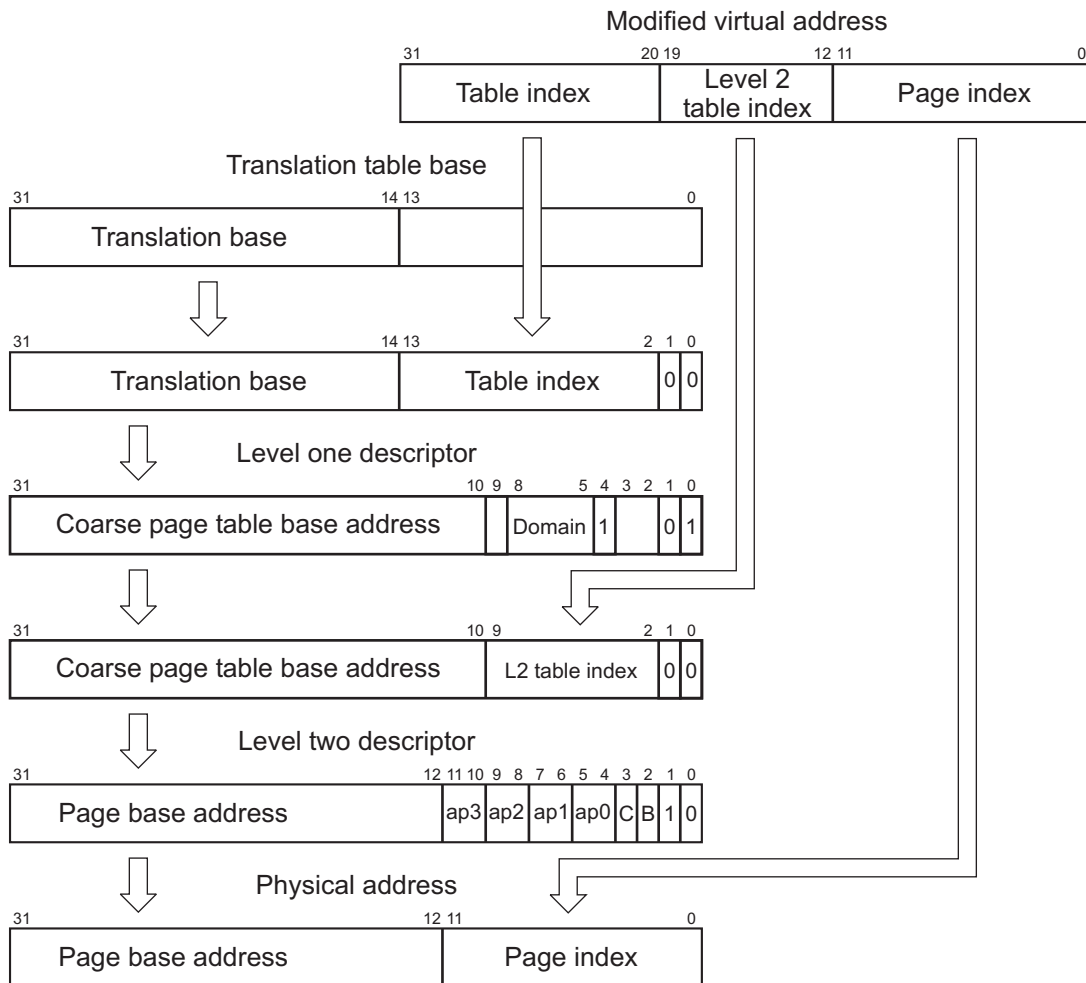 Modified virtual address
31 20 19 12 11 0
Table index Level 2 table index Page index
Translation table base
31 14 13 0
Translation base
31 14 13 2 1 0
Translation base Table index 0 0
Level one descriptor
31 10 9 8 5 4 3 2 1 0
Coarse page table base address Domain 1 0 1
31 10 9 2 1 0
Coarse page table base address L2 table index 0 0
Level two descriptor
31 12 11 10 9 8 7 6 5 4 3 2 1 0
Page base address ap3 ap2 ap1 ap0 C B 1 0
Physical address
31 12 11 0
Page base address Page index